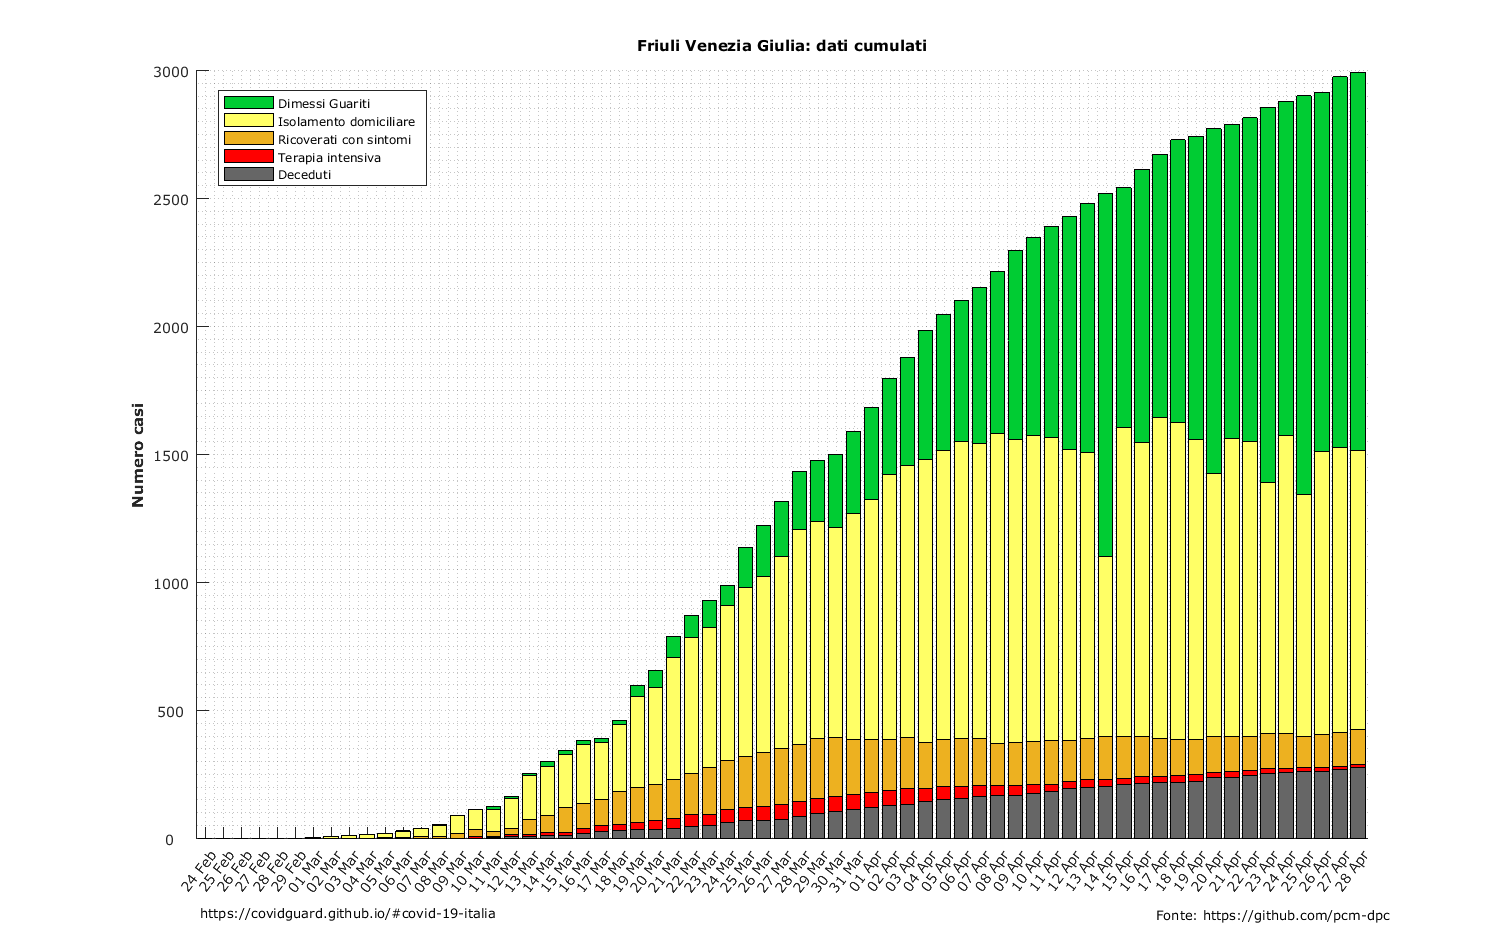 Friuli Venezia Giulia: dati cumulati
3000
2500
2000
1500
1000
500
0
Numero casi
Dimessi Guariti
Isolamento domiciliare
Ricoverati con sintomi
Terapia intensiva
Deceduti
24 Feb
25 Feb
26 Feb
27 Feb
28 Feb
29 Feb
01 Mar
02 Mar
03 Mar
04 Mar
05 Mar
06 Mar
07 Mar
08 Mar
09 Mar
10 Mar
11 Mar
12 Mar
13 Mar
14 Mar
15 Mar
16 Mar
17 Mar
18 Mar
19 Mar
20 Mar
21 Mar
22 Mar
23 Mar
24 Mar
25 Mar
26 Mar
27 Mar
28 Mar
29 Mar
30 Mar
31 Mar
01 Apr
02 Apr
03 Apr
04 Apr
05 Apr
06 Apr
07 Apr
08 Apr
09 Apr
10 Apr
11 Apr
12 Apr
13 Apr
14 Apr
15 Apr
16 Apr
17 Apr
18 Apr
19 Apr
20 Apr
21 Apr
22 Apr
23 Apr
24 Apr
25 Apr
26 Apr
27 Apr
28 Apr
https://covidguard.github.io/#covid-19-italia
Fonte: https://github.com/pcm-dpc